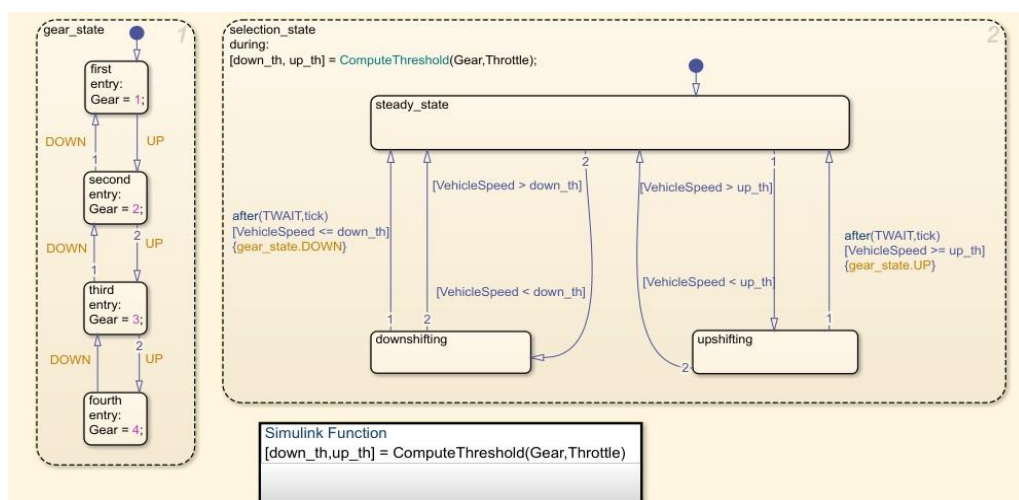 gear_state
1
first
entry:
Gear = 1;
DOWN
UP
1
second
entry:
Gear = 2;
2
DOWN
UP
1
third
entry:
Gear = 3;
2
DOWN
UP
fourth
entry:
Gear = 4;
selection_state
2
during:
[down_th, up_th] = ComputeThreshold(Gear,Throttle);
steady_state
2
1
[VehicleSpeed > down_th]
[VehicleSpeed > up_th]
after(TWAIT,tick)
[VehicleSpeed <= down_th]
{gear_state.DOWN}
after(TWAIT,tick)
[VehicleSpeed >= up_th]
{gear_state.UP}
[VehicleSpeed < down_th]
[VehicleSpeed < up_th]
1
2
1
downshifting
upshifting
2
Simulink Function
[down_th,up_th] = ComputeThreshold(Gear,Throttle)